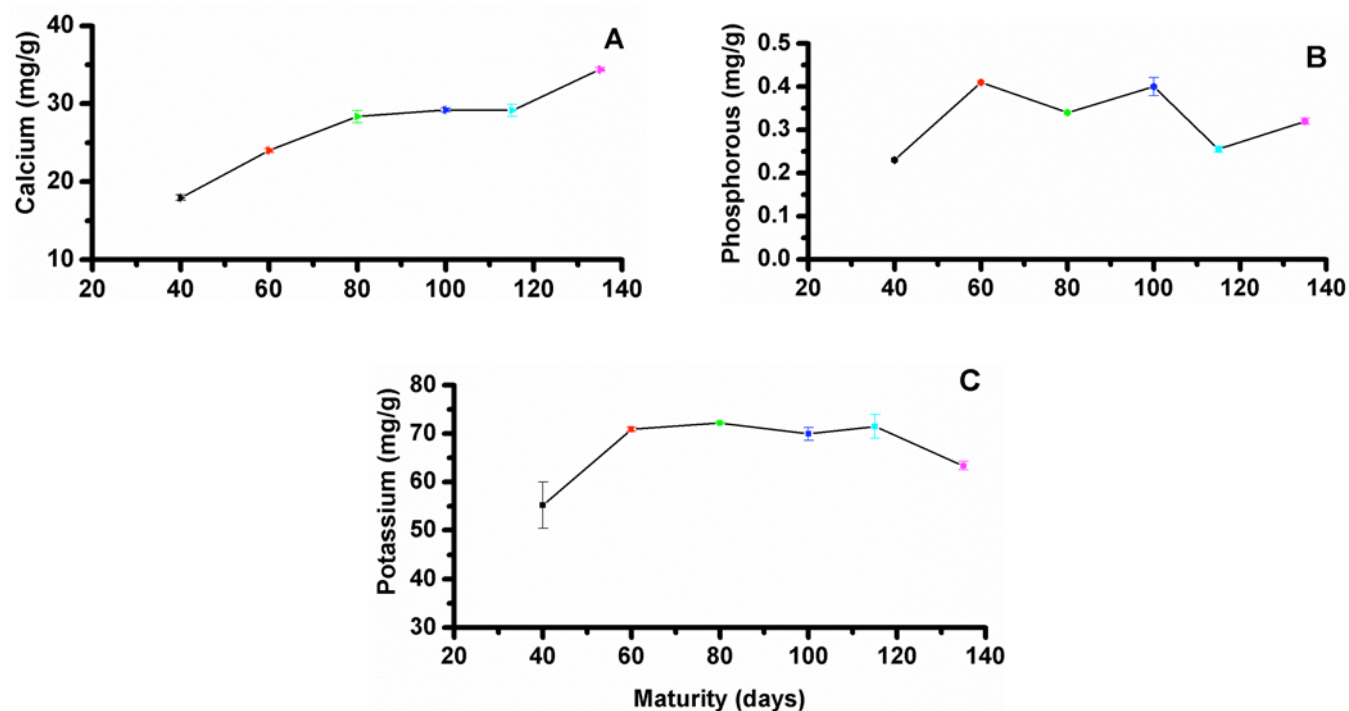 A
Calcium (mg/g)
40
30
20
10
20 40 60 80 100 120 140
B
Phosphorous (mg/g)
0.5
0.4
0.3
0.2
0.1
0.0
20 40 60 80 100 120 140
C
Potassium (mg/g)
80
70
60
50
40
30
20 40 60 80 100 120 140
Maturity (days)